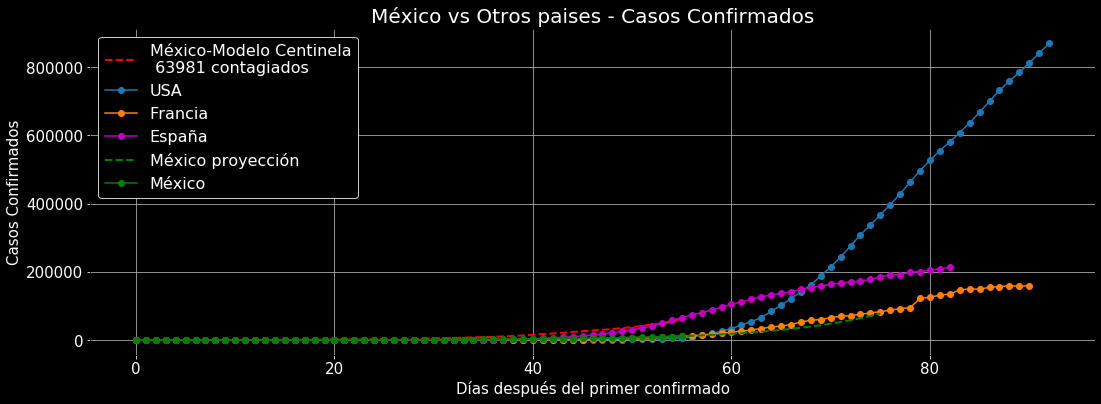 México vs Otros paises - Casos Confirmados
México-Modelo Centinela
63981 contagiados
USA
Francia
España
México proyección
México
Casos Confirmados
800000
600000
400000
200000
0
0 20 40 60 80
Días después del primer confirmado